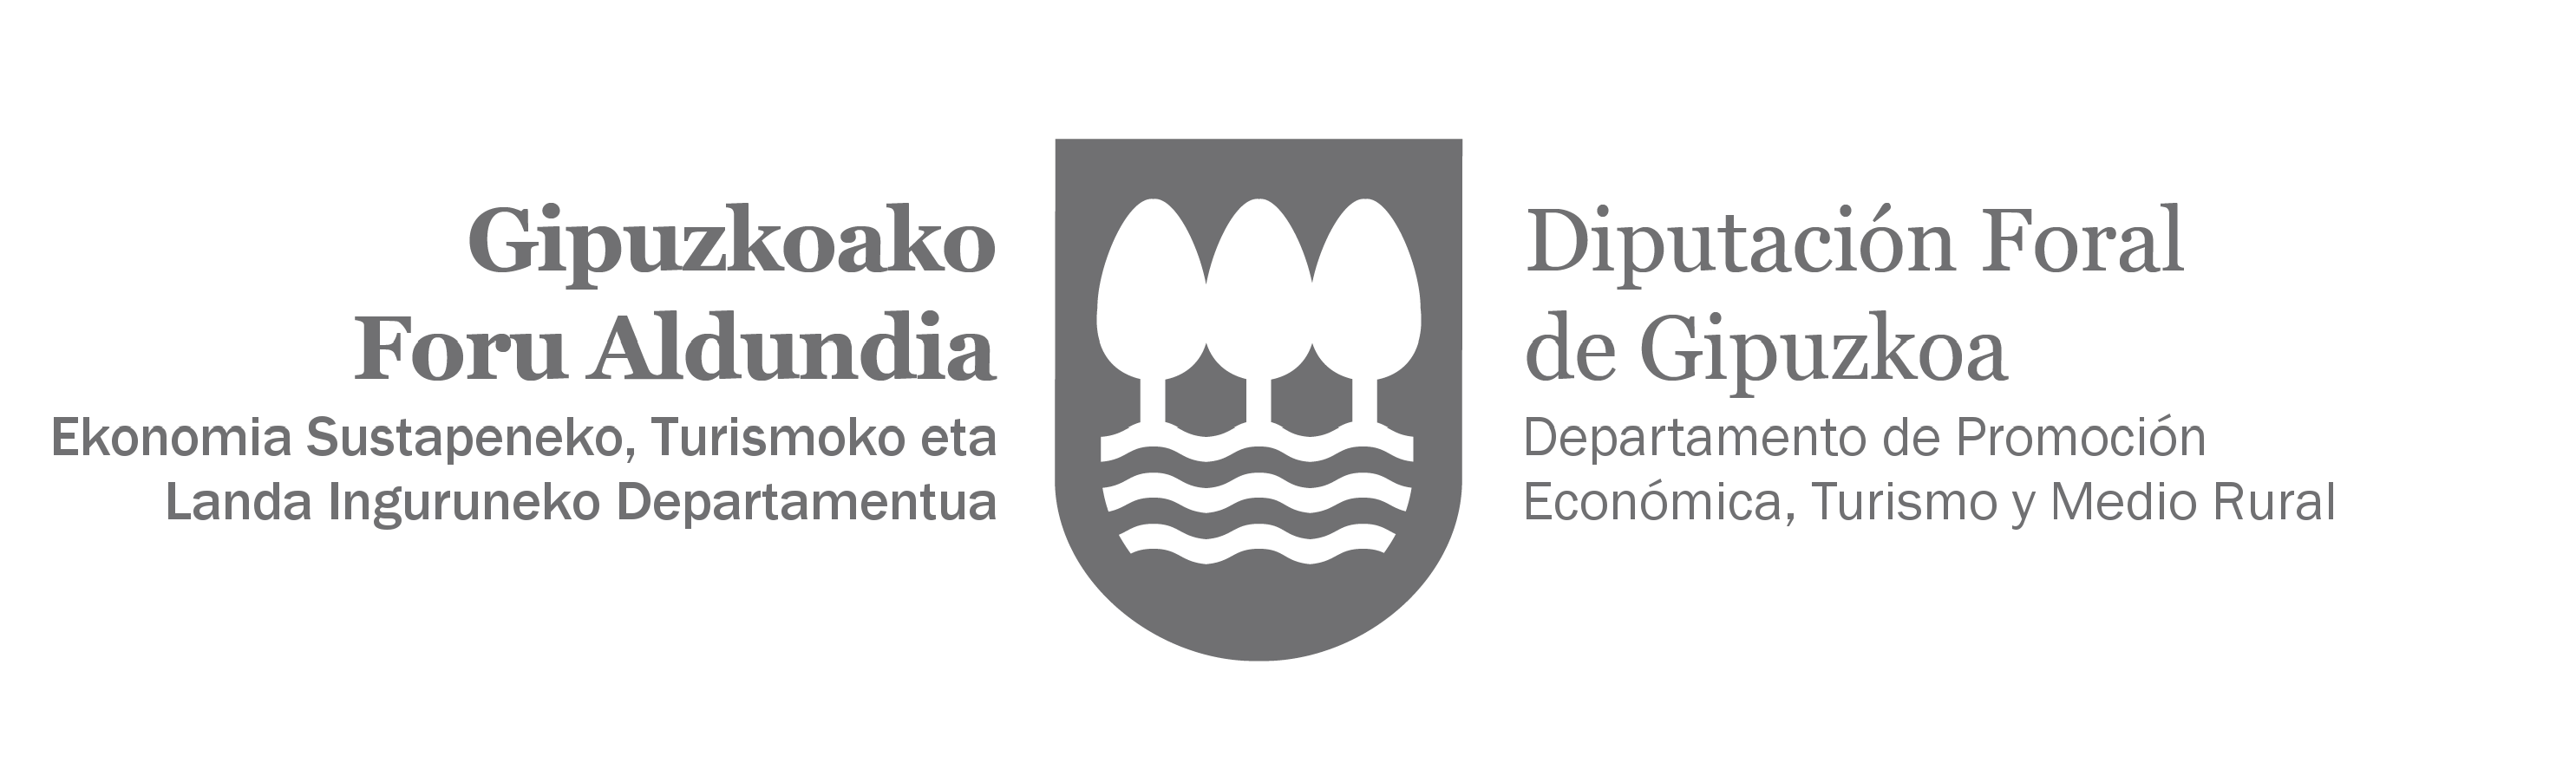 Gipuzkoako
Foru Aldundia
Ekonomia Sustapeneko, Turismoko eta
Landa Inguruneko Departamentua
Diputación Foral
de Gipuzkoa
Departamento de Promoción
Económica, Turismo y Medio Rural